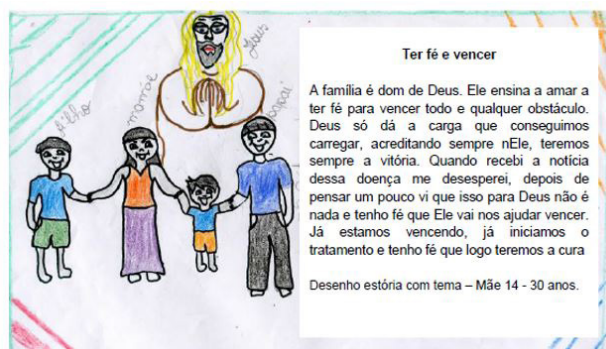 Jesus
filho
mamãe
papai
Ter fé e vencer
A família é dom de Deus. Ele ensina a amar a
ter fé para vencer todo e qualquer obstáculo.
Deus só dá a carga que conseguimos
carregar, acreditando sempre nEle, teremos
sempre a vitória. Quando recebi a notícia
dessa doença me desesperei, depois de
pensar um pouco vi que isso para Deus não é
nada e tenho fé que Ele vai nos ajudar vencer.
Já estamos vencendo, já iniciamos o
tratamento e tenho fé que logo teremos a cura
Desenho estória com tema – Mãe 14 - 30 anos.